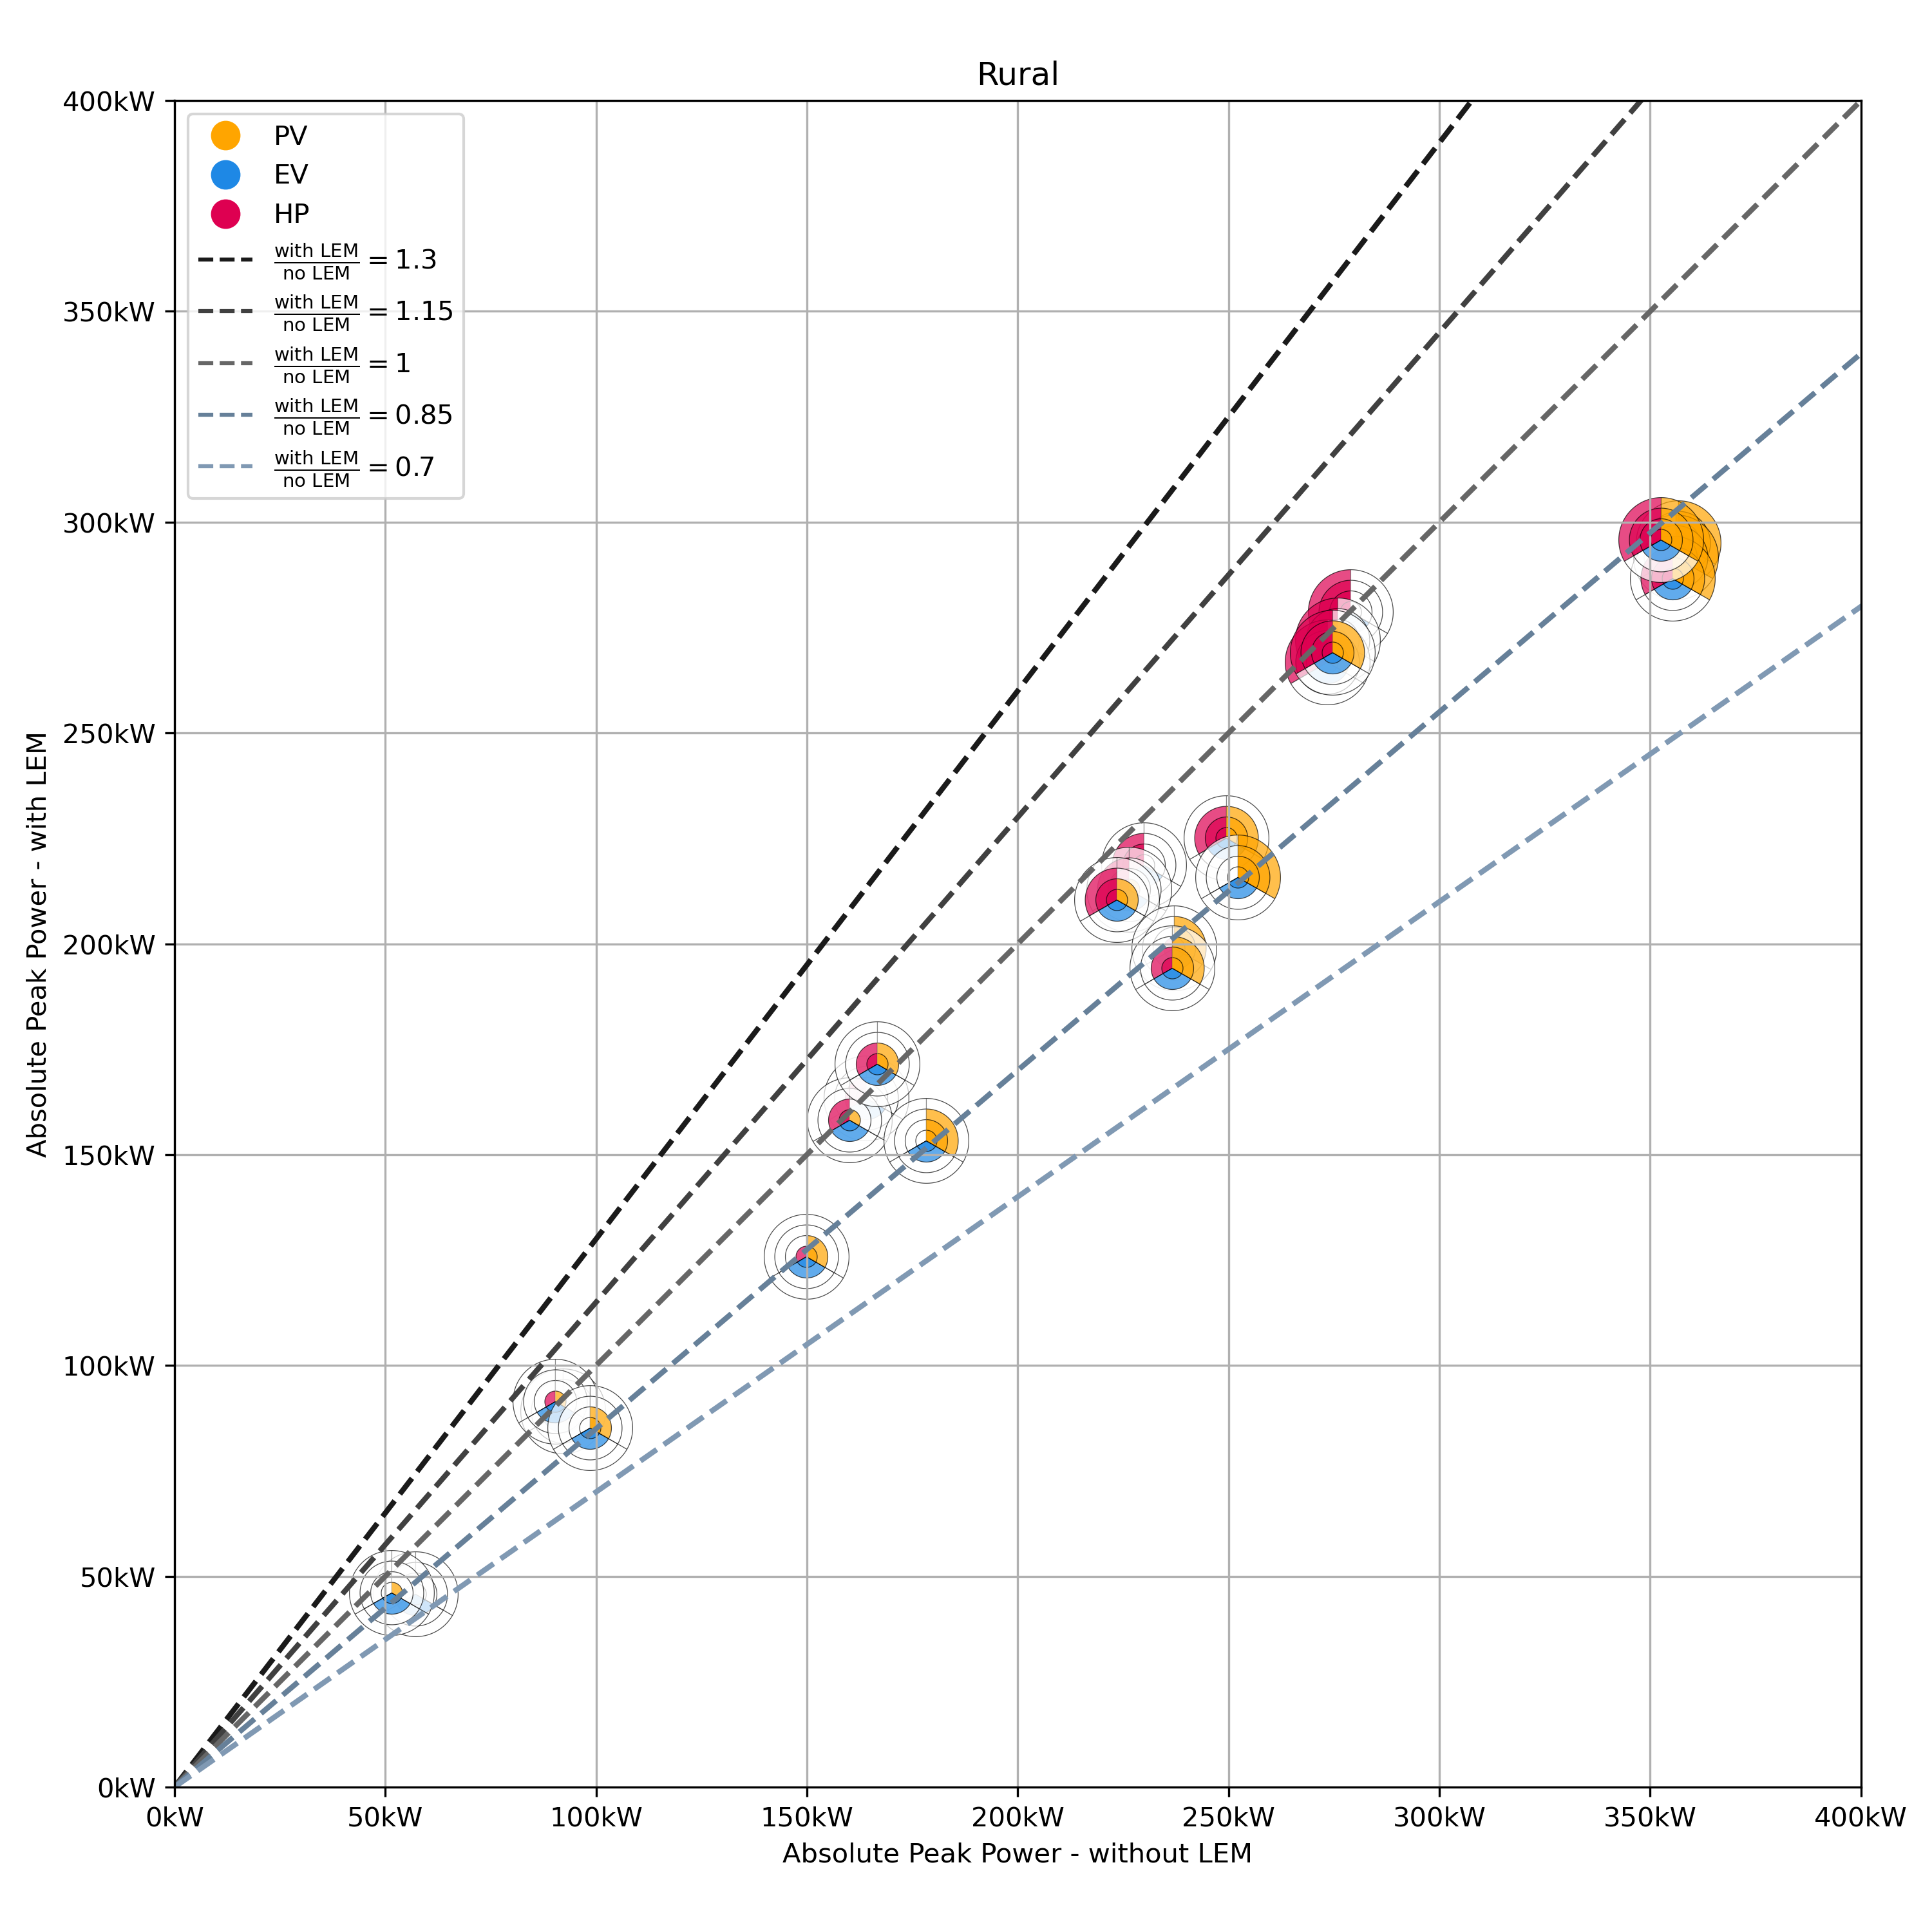 Rural
400kW
350kW
300kW
250kW
200kW
150kW
100kW
50kW
0kW
Absolute Peak Power - with LEM
PV
EV
HP
with LEM / no LEM = 1.3
with LEM / no LEM = 1.15
with LEM / no LEM = 1
with LEM / no LEM = 0.85
with LEM / no LEM = 0.7
0kW 50kW 100kW 150kW 200kW 250kW 300kW 350kW 400kW
Absolute Peak Power - without LEM